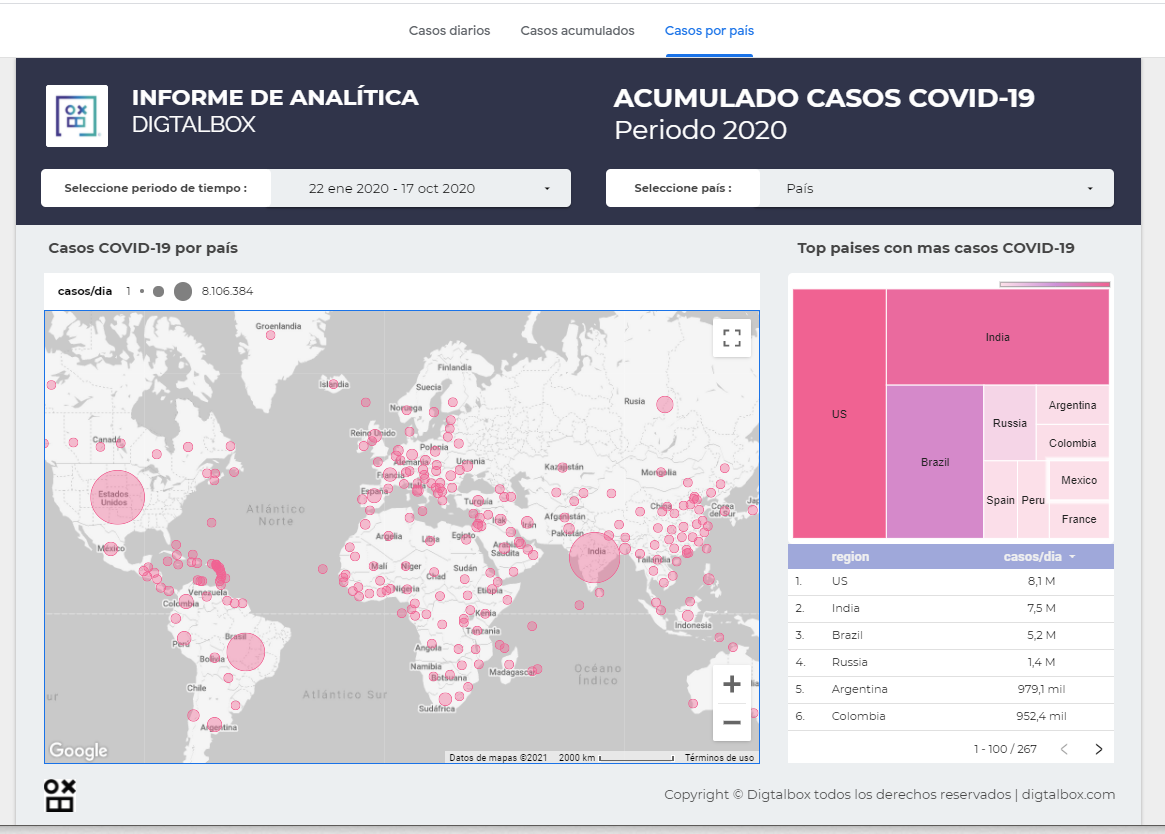 Casos diarios Casos acumulados Casos por país
INFORME DE ANALÍTICA
DIGTALBOX
ACUMULADO CASOS COVID-19
Periodo 2020
Seleccione periodo de tiempo : 22 ene 2020 - 17 oct 2020
Seleccione país : País
Casos COVID-19 por país
casos/dia 1 8.106.384
Groenlandia
Islandia
Finlandia
Suecia
Noruega
Rusia
Canadá
Reino Unido
Polonia
Alemania
Ucrania
Francia
Kazajistán
Mongolia
Italia
España
Estados
Unidos
Turquía
China
Corea
del Sur
Atlántico
Norte
Afganistán
Irak
Irán
Pakistán
Argelia
Libia
Egipto
Arabia
Saudita
México
India
Tailandia
Malí
Níger
Chad
Sudán
Nigeria
Etiopía
Venezuela
Colombia
Kenia
Indonesia
Tanzania
Perú
Brasil
Angola
Bolivia
Namibia
Botsuana
Madagascar
Océano
Índico
Chile
Atlántico Sur
Sudáfrica
Argentina
Google
Datos de mapas ©2021 2000 km Términos de uso
Top paises con mas casos COVID-19
US
India
Brazil
Russia
Argentina
Colombia
Spain
Peru
Mexico
France
region casos/dia
1. US 8,1 M
2. India 7,5 M
3. Brazil 5,2 M
4. Russia 1,4 M
5. Argentina 979,1 mil
6. Colombia 952,4 mil
1 - 100 / 267
Copyright © Digtalbox todos los derechos reservados | digtalbox.com